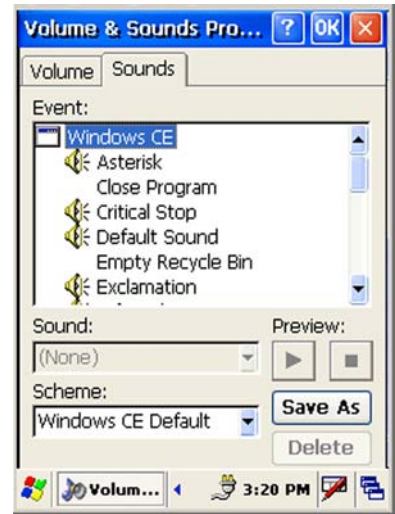 Volume & Sounds Pro... ? OK
Volume Sounds
Event:
Windows CE
Asterisk
Close Program
Critical Stop
Default Sound
Empty Recycle Bin
Exclamation
Sound: Preview:
(None)
Scheme:
Windows CE Default Save As
Delete
Volum... 3:20 PM